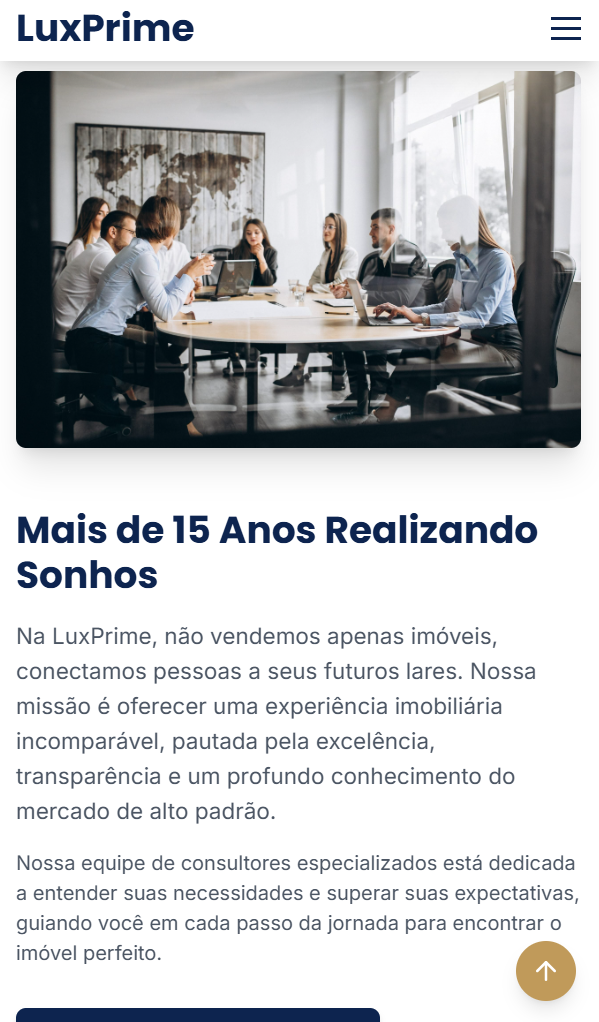 LuxPrime
Mais de 15 Anos Realizando
Sonhos
Na LuxPrime, não vendemos apenas imóveis,
conectamos pessoas a seus futuros lares. Nossa
missão é oferecer uma experiência imobiliária
incomparável, pautada pela excelência,
transparência e um profundo conhecimento do
mercado de alto padrão.
Nossa equipe de consultores especializados está dedicada
a entender suas necessidades e superar suas expectativas,
guiando você em cada passo da jornada para encontrar o
imóvel perfeito.